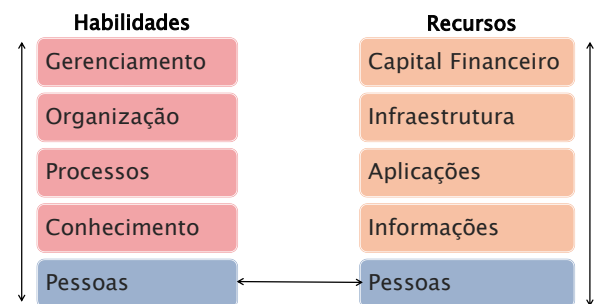 Habilidades
Gerenciamento
Organização
Processos
Conhecimento
Pessoas
Recursos
Capital Financeiro
Infraestrutura
Aplicações
Informações
Pessoas